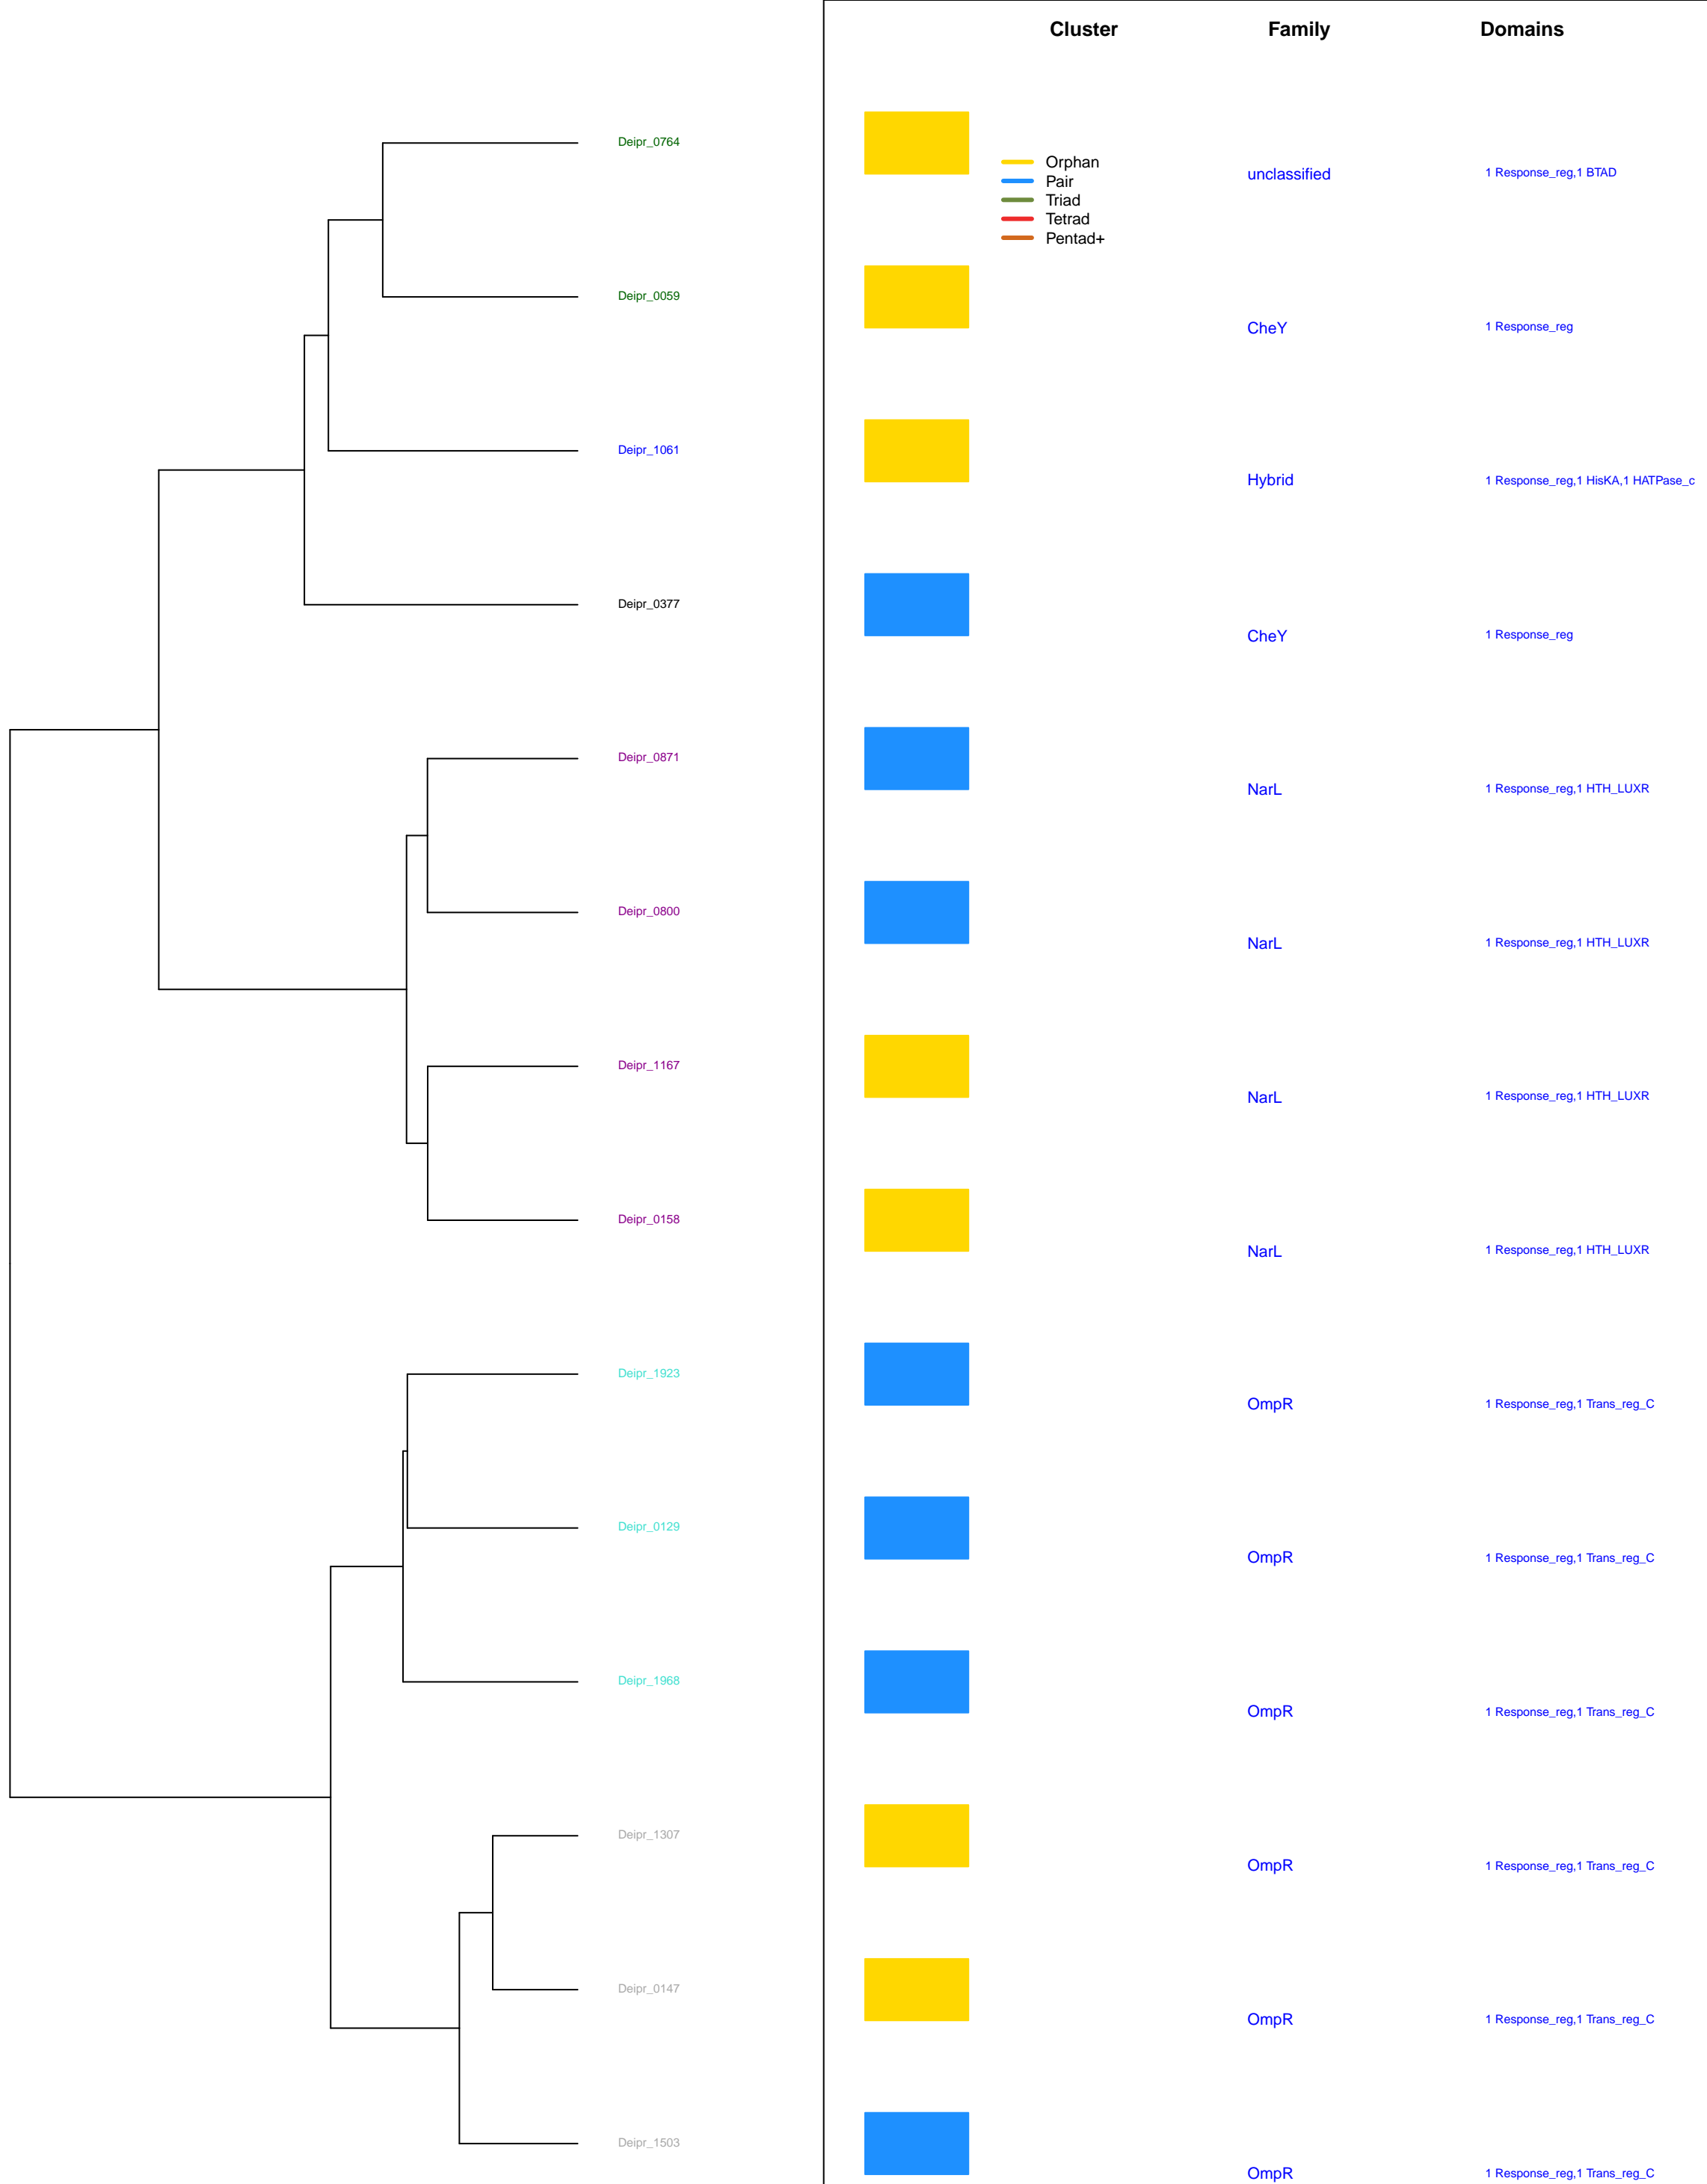 Cluster Family Domains
Deipr_0764
Orphan
unclassified 1 Response_reg,1 BTAD
Pair
Triad
Tetrad
Pentad+
Deipr_0059
CheY 1 Response_reg
Deipr_1061
Hybrid 1 Response_reg,1 HisKA,1 HATPase_c
Deipr_0377
CheY 1 Response_reg
Deipr_0871
NarL 1 Response_reg,1 HTH_LUXR
Deipr_0800
NarL 1 Response_reg,1 HTH_LUXR
Deipr_1167
NarL 1 Response_reg,1 HTH_LUXR
Deipr_0158
NarL 1 Response_reg,1 HTH_LUXR
Deipr_1923
OmpR 1 Response_reg,1 Trans_reg_C
Deipr_0129
OmpR 1 Response_reg,1 Trans_reg_C
Deipr_1968
OmpR 1 Response_reg,1 Trans_reg_C
Deipr_1307
OmpR 1 Response_reg,1 Trans_reg_C
Deipr_0147
OmpR 1 Response_reg,1 Trans_reg_C
Deipr_1503
OmpR 1 Response_reg,1 Trans_reg_C